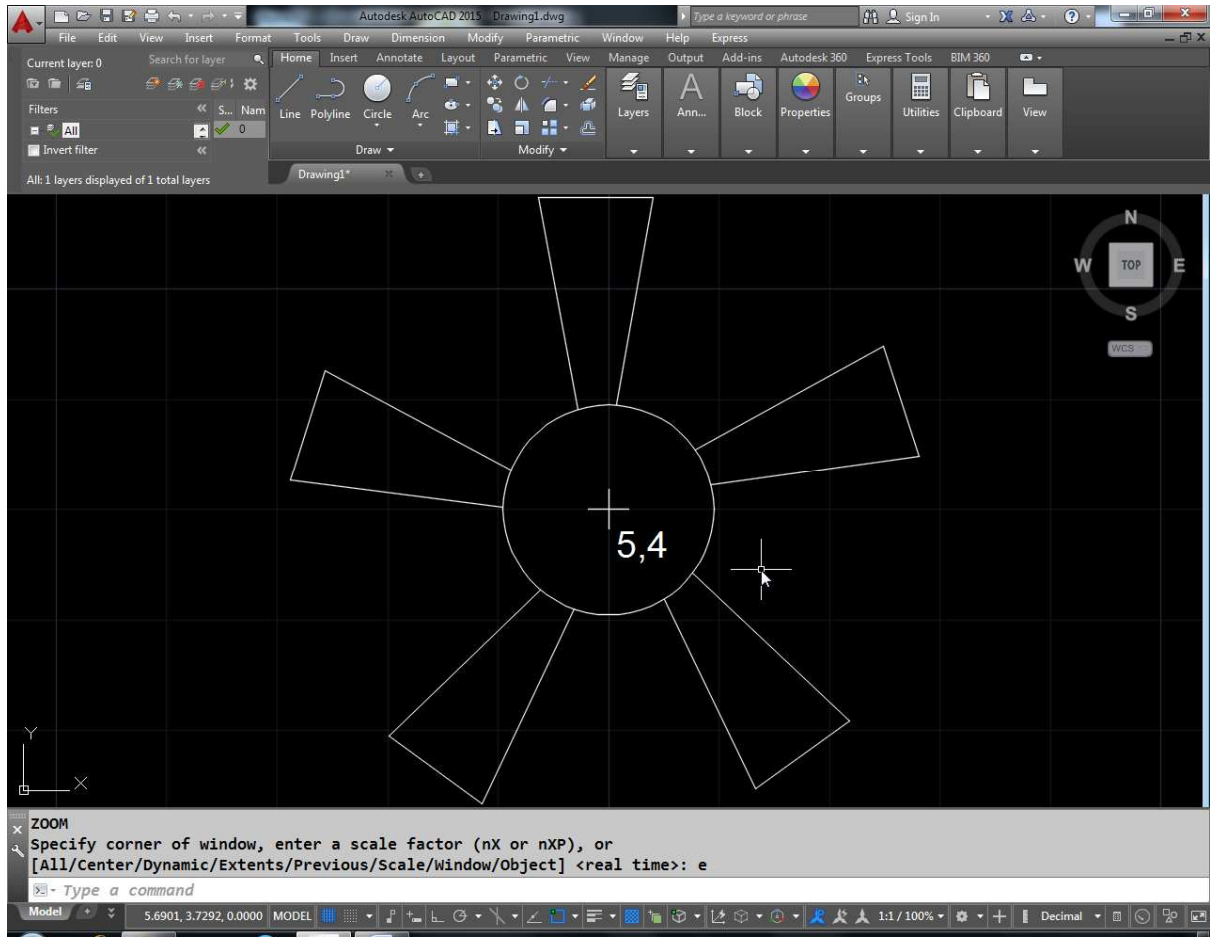 Autodesk AutoCAD 2015 Drawing1.dwg
Type a keyword or phrase
Sign In
File Edit View Insert Format Tools Draw Dimension Modify Parametric Window Help Express
Current layer: 0
Search for layer
Home Insert Annotate Layout Parametric View Manage Output Add-ins Autodesk 360 Express Tools BIM 360
Filters
S... Nam
All
0
Invert filter
All: 1 layers displayed of 1 total layers
Line Polyline Circle Arc
Layers Ann... Block Properties Groups Utilities Clipboard View
Draw Modify
Drawing1*
N
W TOP E
S
WCS
5,4
Y
X
ZOOM
Specify corner of window, enter a scale factor (nX or nXP), or
[All/Center/Dynamic/Extents/Previous/Scale/Window/Object] <real time>: e
Type a command
Model 5.6901, 3.7292, 0.0000 MODEL 1:1 / 100% Decimal